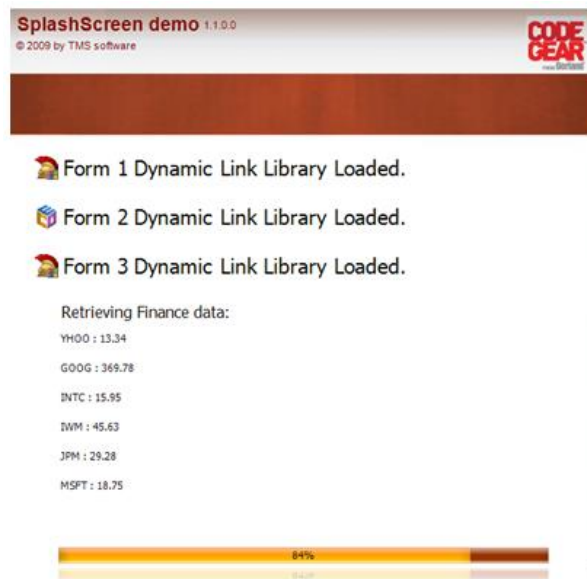 SplashScreen demo 1.1.0.0
© 2009 by TMS software
CODE
GEAR
Form 1 Dynamic Link Library Loaded.
Form 2 Dynamic Link Library Loaded.
Form 3 Dynamic Link Library Loaded.
Retrieving Finance data:
YHOO : 13.34
GOOG : 369.78
INTC : 15.95
IWM : 45.63
JPM : 29.28
MSFT : 18.75
84%